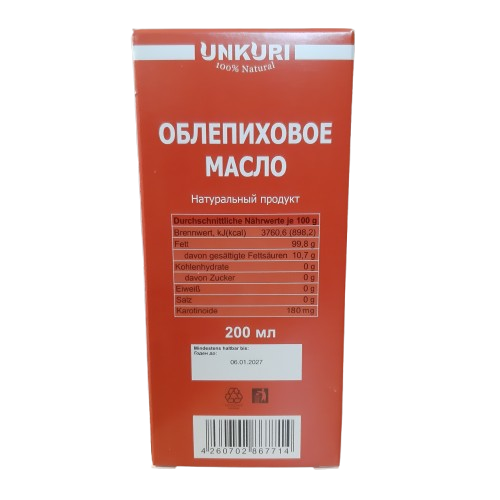 UNKURI
100% Natural
ОБЛЕПИХОВОЕ
МАСЛО
Натуральный продукт
Durchschnittliche Nährwerte je 100 g
Brennwert, kJ(kcal) 3760,6 (898,2)
Fett 99,8 g
davon gesältigte Fettsäuren 10,7 g
Kohlenhydrate 0 g
davon Zucker 0 g
Eiweiß 0 g
Salz 0 g
Karotinoide 180 mg
200 мл
Mindestens haltbar bis:
Годен до:
06.01.2027
4 260702 867714